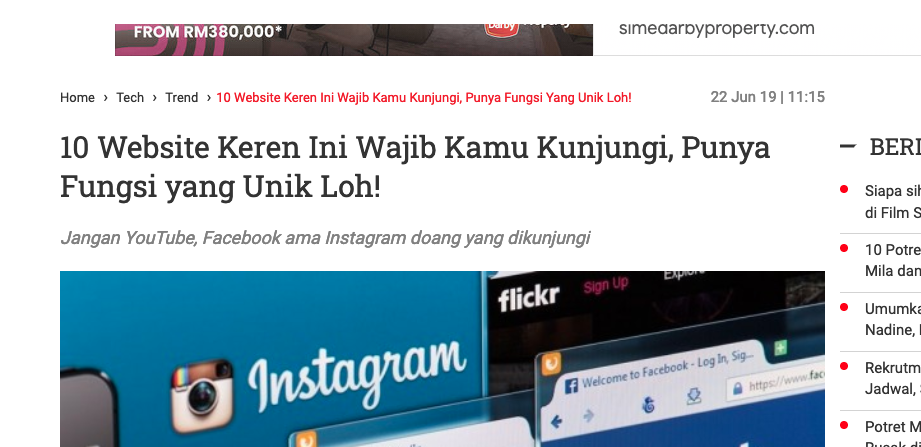 FROM RM380,000*
Darby
Property
simedarbyproperty.com
Home › Tech › Trend › 10 Website Keren Ini Wajib Kamu Kunjungi, Punya Fungsi Yang Unik Loh!
22 Jun 19 | 11:15
10 Website Keren Ini Wajib Kamu Kunjungi, Punya
Fungsi yang Unik Loh!
Jangan YouTube, Facebook ama Instagram doang yang dikunjungi
flickr
Sign Up
Explore
Instagram
Welcome to Facebook - Log In, Sig...
https://www.fac
BERI
Siapa sih
di Film S
10 Potre
Mila dan
Umumka
Nadine,
Rekrutm
Jadwal,
Potret M